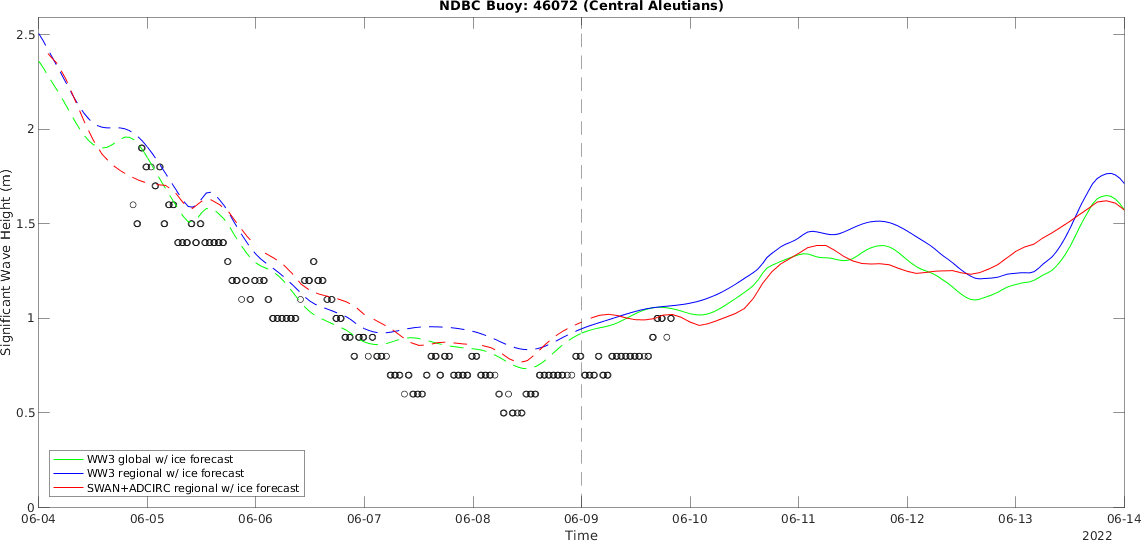 NDBC Buoy: 46072 (Central Aleutians)
Significant Wave Height (m)
2.5
2
1.5
1
0.5
0
WW3 global w/ ice forecast
WW3 regional w/ ice forecast
SWAN+ADCIRC regional w/ ice forecast
06-04 06-05 06-06 06-07 06-08 06-09 06-10 06-11 06-12 06-13 06-14
Time
2022